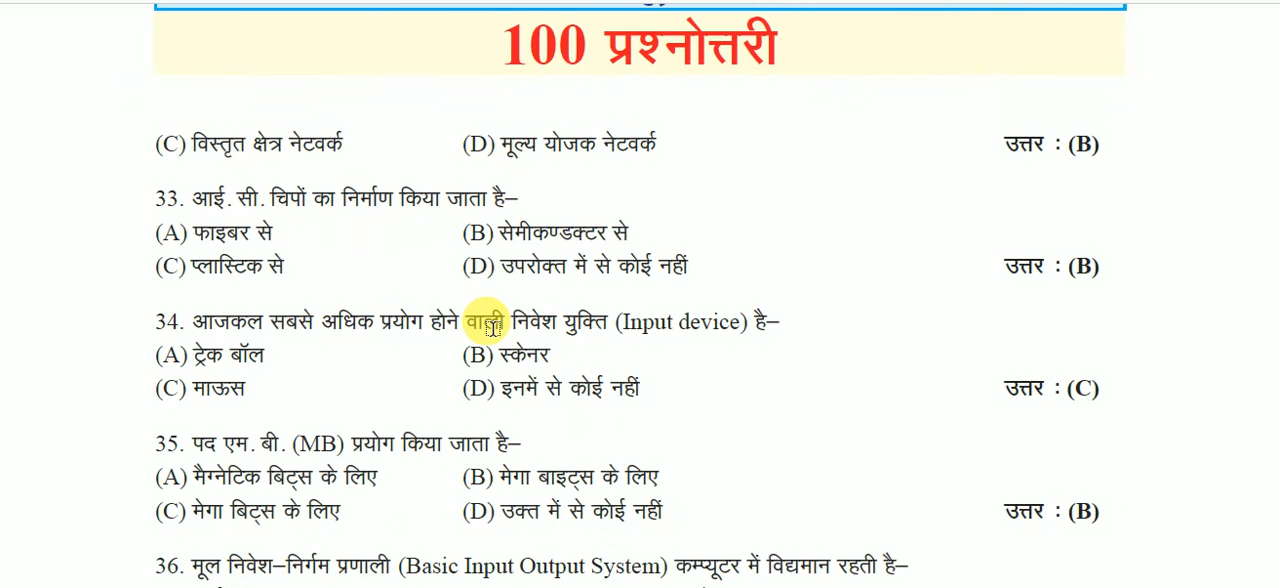 100 प्रश्नोत्तरी
(C) विस्तृत क्षेत्र नेटवर्क (D) मूल्य योजक नेटवर्क उत्तर : (B)
33. आई. सी. चिपों का निर्माण किया जाता है–
(A) फाइबर से (B) सेमीकण्डक्टर से
(C) प्लास्टिक से (D) उपरोक्त में से कोई नहीं उत्तर : (B)
34. आजकल सबसे अधिक प्रयोग होने वाली निवेश युक्ति (Input device) है–
(A) ट्रेक बॉल (B) स्केनर
(C) माऊस (D) इनमें से कोई नहीं उत्तर : (C)
35. पद एम. बी. (MB) प्रयोग किया जाता है–
(A) मैग्नेटिक बिट्स के लिए (B) मेगा बाइट्स के लिए
(C) मेगा बिट्स के लिए (D) उक्त में से कोई नहीं उत्तर : (B)
36. मूल निवेश–निर्गम प्रणाली (Basic Input Output System) कम्प्यूटर में विद्यमान रहती है–